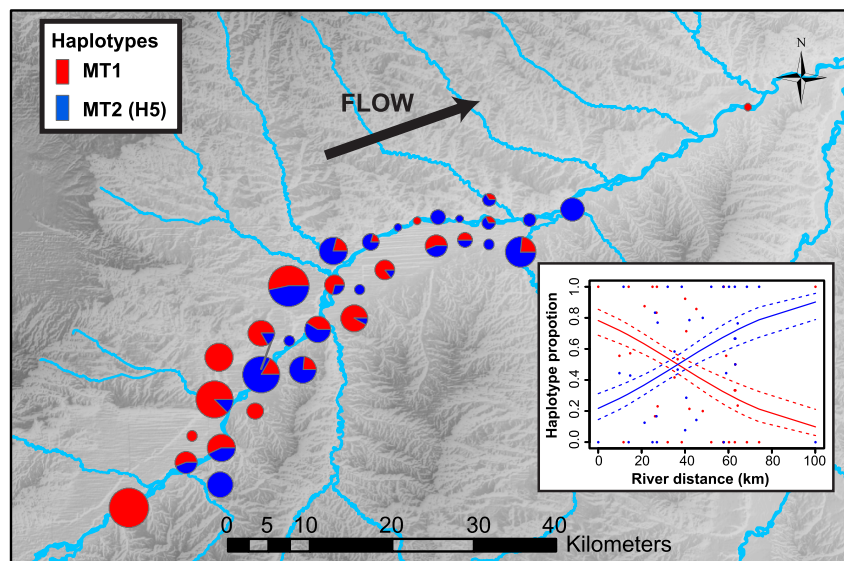 Haplotypes
MT1
MT2 (H5)
FLOW
N
Haplotype propotion
1.0
0.8
0.6
0.4
0.2
0.0
0 20 40 60 80 100
River distance (km)
0 5 10 20 30 40
Kilometers